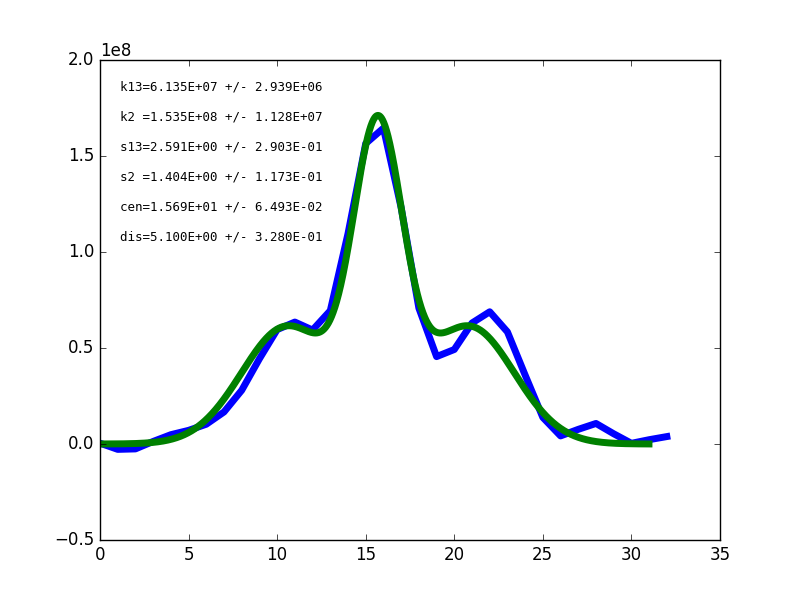 1e8
2.0
1.5
1.0
0.5
0.0
−0.5
k13=6.135E+07 +/- 2.939E+06
k2 =1.535E+08 +/- 1.128E+07
s13=2.591E+00 +/- 2.903E-01
s2 =1.404E+00 +/- 1.173E-01
cen=1.569E+01 +/- 6.493E-02
dis=5.100E+00 +/- 3.280E-01
0 5 10 15 20 25 30 35